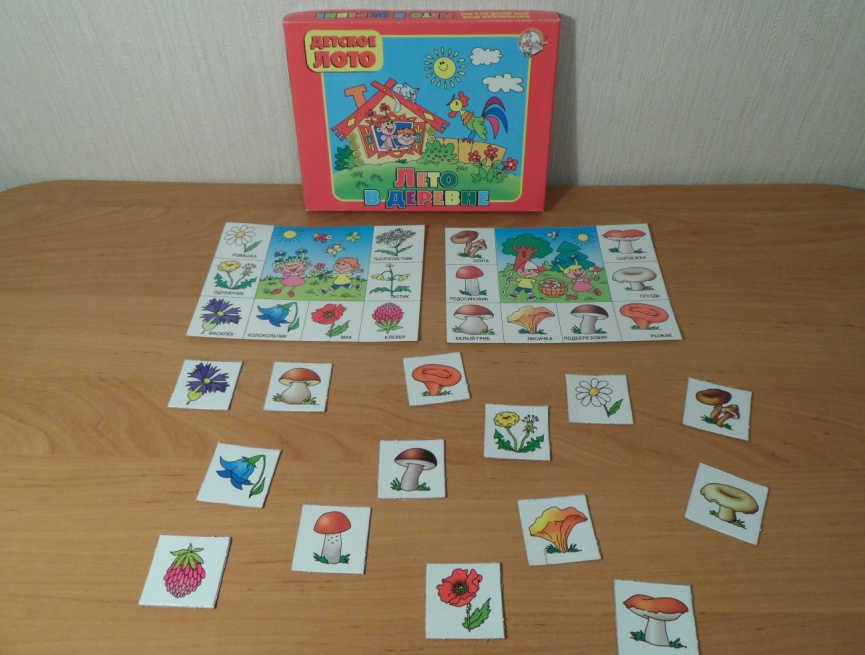 ДЕТСКОЕ
ЛОТО
ЛЕТО
В ДЕРЕВНЕ
РОМАШКА
ТЫСЯЧЕЛИСТНИК
ОДУВАНЧИК
ЛЮТИК
ВАСИЛЁК
КОЛОКОЛЬЧИК
МАК
КЛЕВЕР
ОПЯТА
СЫРОЕЖКА
ПОДОСИНОВИК
ГРУЗДЬ
БЕЛЫЙ ГРИБ
ЛИСИЧКА
ПОДБЕРЕЗОВИК
РЫЖИК